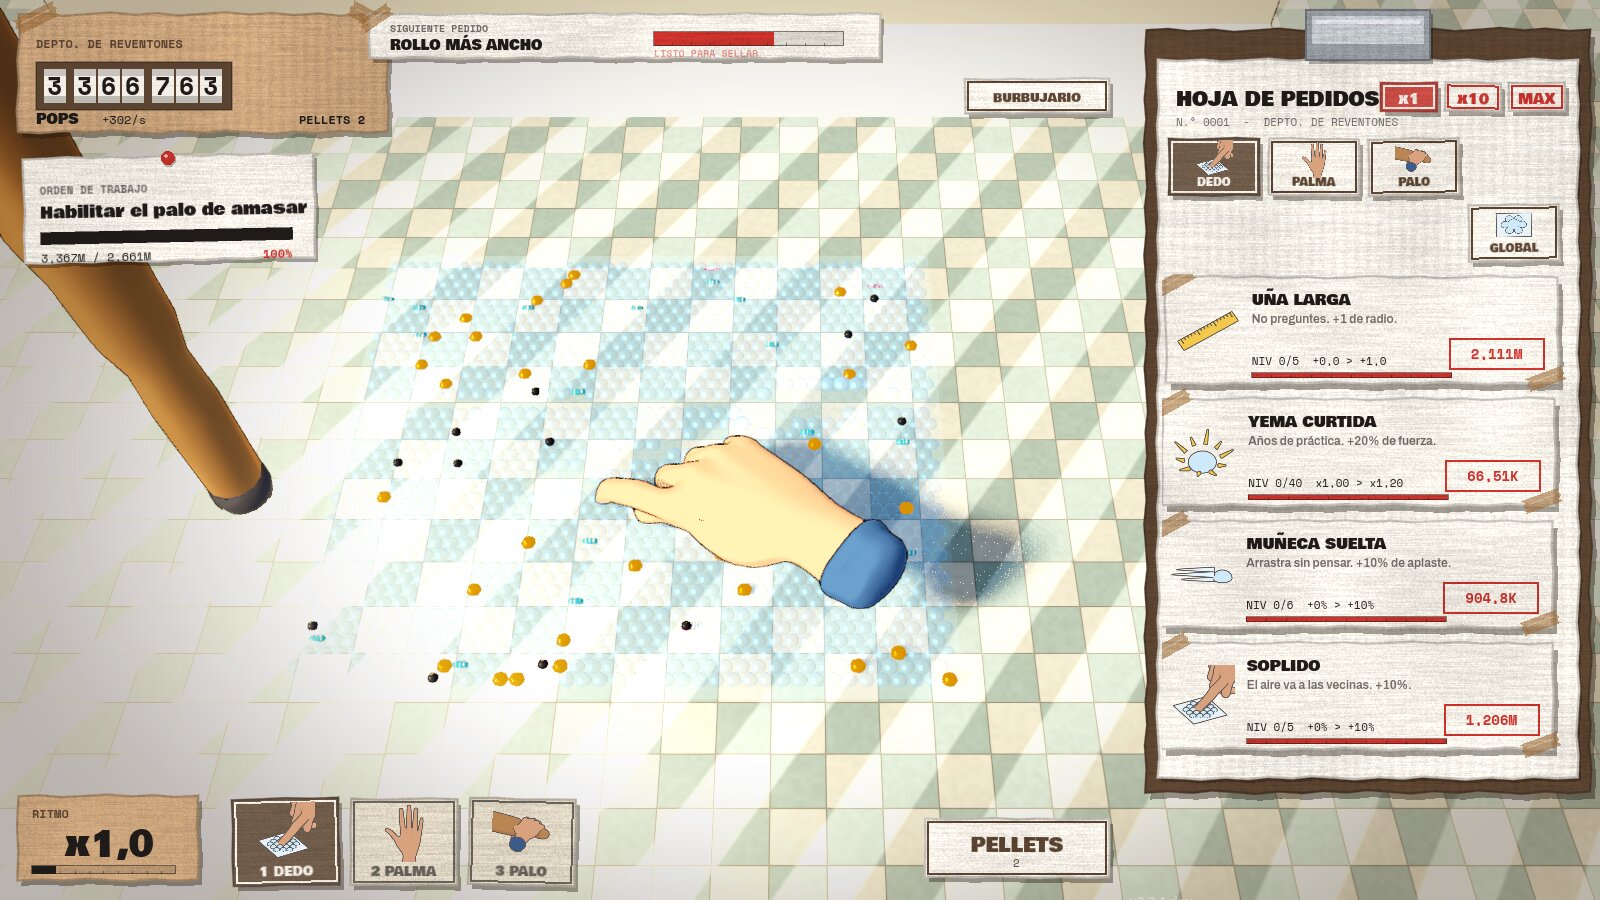 DEPTO. DE REVENTONES
3 366 763
POPS +302/s PELLETS 2
SIGUIENTE PEDIDO
ROLLO MÁS ANCHO
LISTO PARA SELLAR
BURBUJARIO
ORDEN DE TRABAJO
Habilitar el palo de amasar
3,367M / 2,661M 100%
HOJA DE PEDIDOS x1 x10 MAX
N.° 0001 - DEPTO. DE REVENTONES
DEDO PALMA PALO
GLOBAL
UÑA LARGA
No preguntes. +1 de radio.
NIV 0/5 +0,0 > +1,0 2,111M
YEMA CURTIDA
Años de práctica. +20% de fuerza.
NIV 0/40 x1,00 > x1,20 66,51K
MUÑECA SUELTA
Arrastra sin pensar. +10% de aplaste.
NIV 0/6 +0% > +10% 904,8K
SOPLIDO
El aire va a las vecinas. +10%.
NIV 0/5 +0% > +10% 1,206M
RITMO
x1,0
1 DEDO 2 PALMA 3 PALO
PELLETS
2